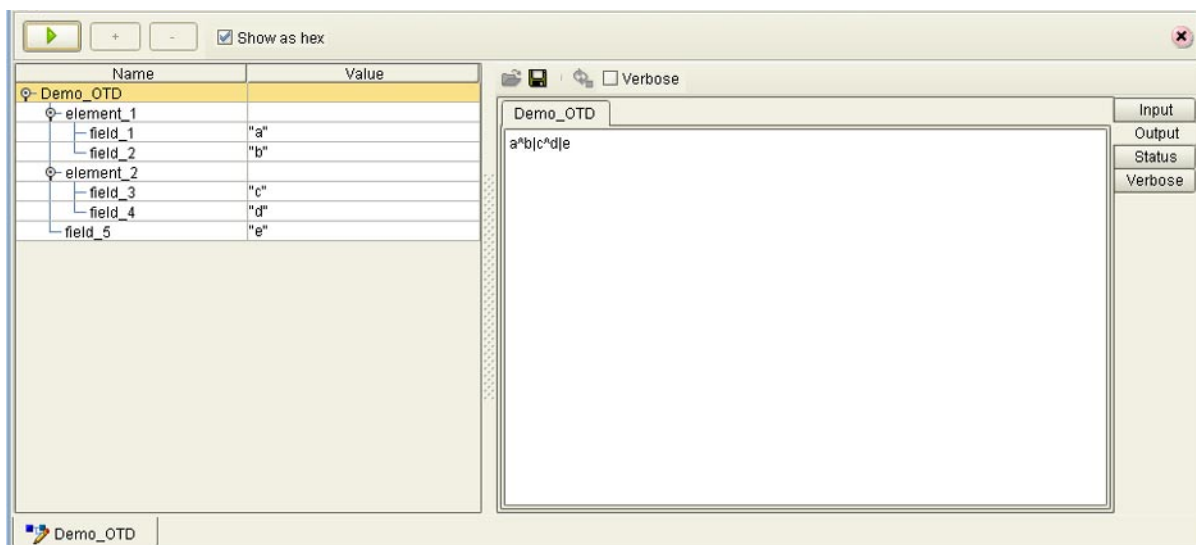 + - Show as hex
Name Value
Demo_OTD
element_1
field_1 "a"
field_2 "b"
element_2
field_3 "c"
field_4 "d"
field_5 "e"
Verbose
Demo_OTD
a^b|c^d|e
Input
Output
Status
Verbose
Demo_OTD